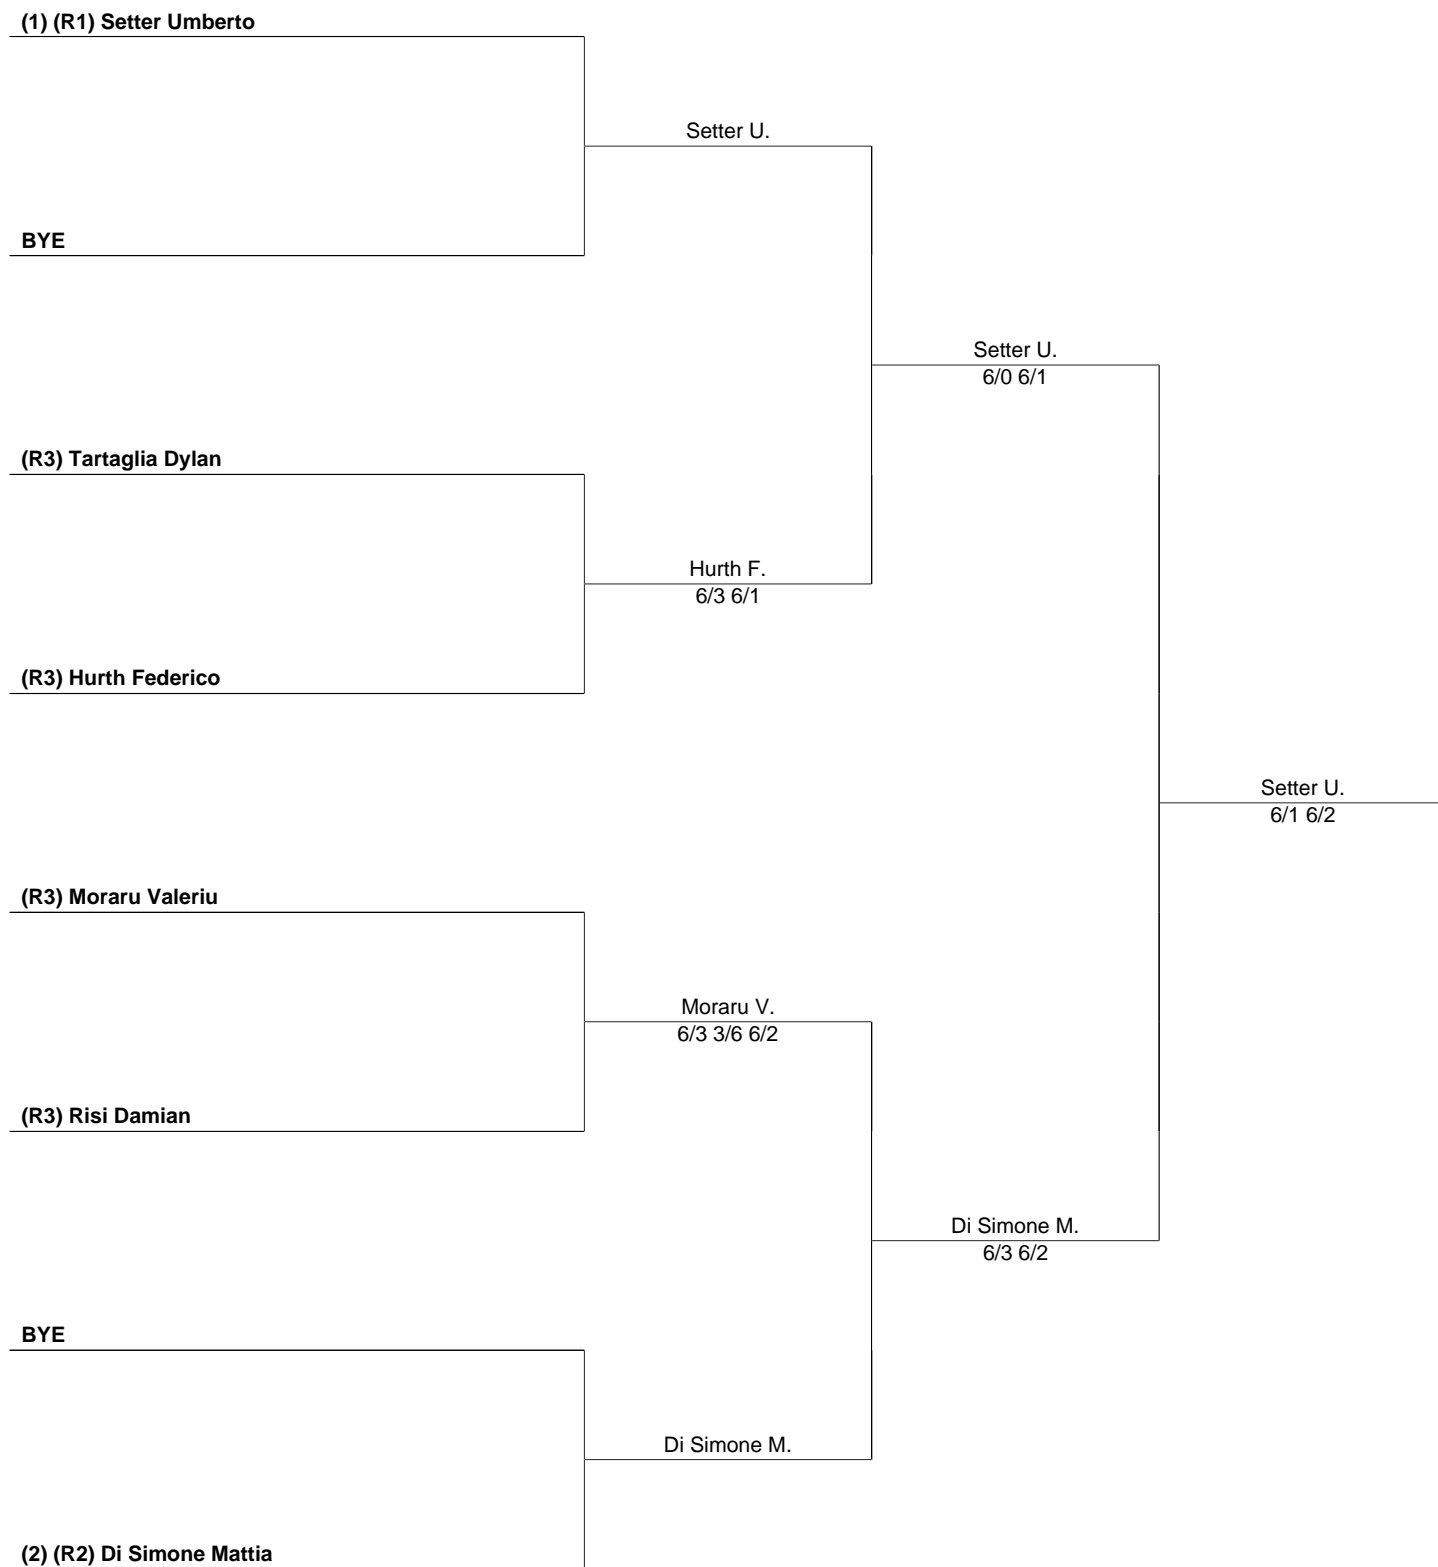 (1) (R1) Setter Umberto
Setter U.
BYE
Setter U.
6/0 6/1
(R3) Tartaglia Dylan
Hurth F.
6/3 6/1
(R3) Hurth Federico
Setter U.
6/1 6/2
(R3) Moraru Valeriu
Moraru V.
6/3 3/6 6/2
(R3) Risi Damian
Di Simone M.
6/3 6/2
BYE
Di Simone M.
(2) (R2) Di Simone Mattia